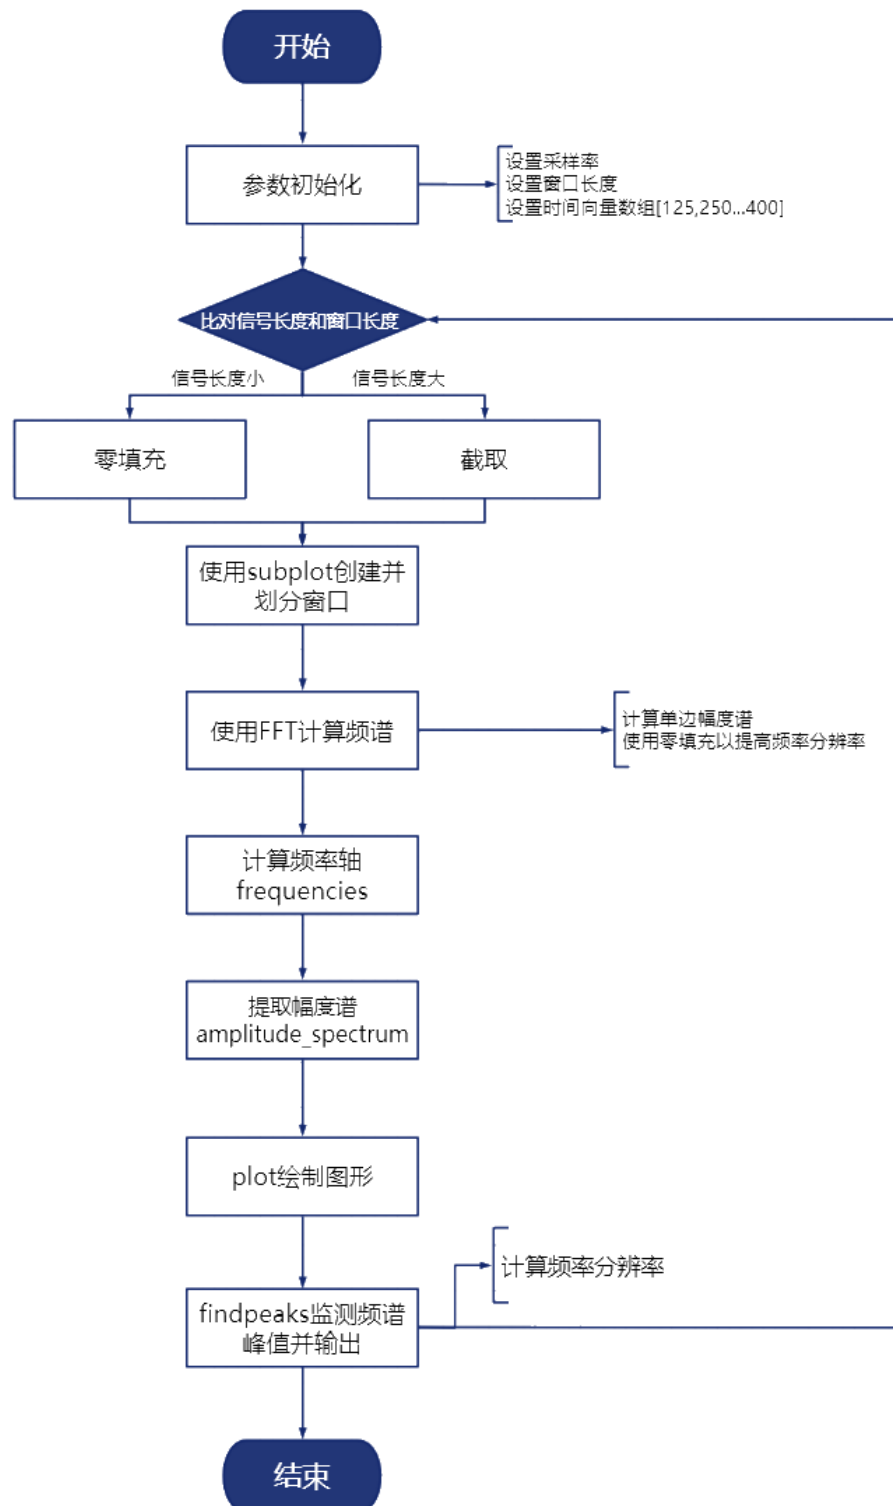 开始
参数初始化
设置采样率
设置窗口长度
设置时间向量数组[125,250...400]
比对信号长度和窗口长度
信号长度小
信号长度大
零填充
截取
使用subplot创建并
划分窗口
使用FFT计算频谱
计算单边幅度谱
使用零填充以提高频率分辨率
计算频率轴
frequencies
提取幅度谱
amplitude_spectrum
plot绘制图形
计算频率分辨率
findpeaks监测频谱
峰值并输出
结束